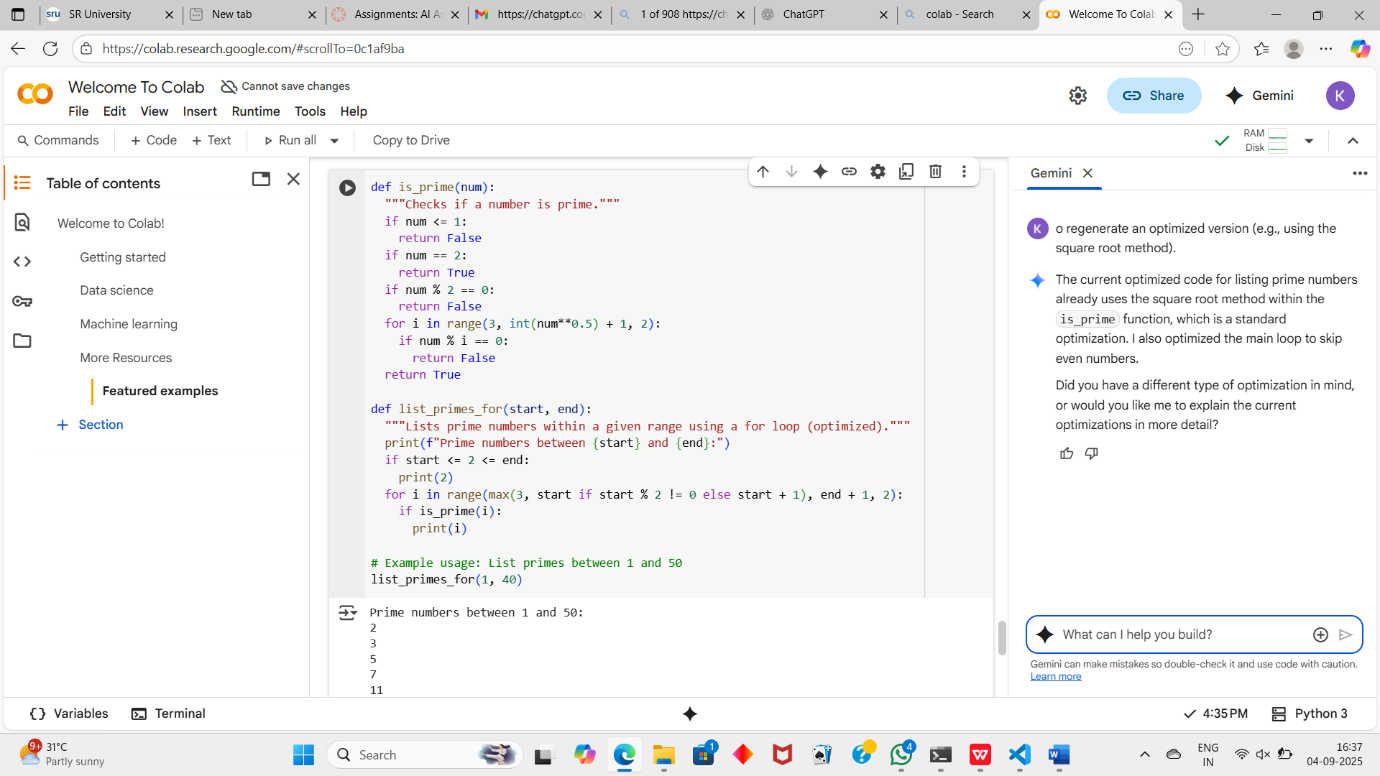 sru SR University
New tab
Assignments: AI As
https://chatgpt.co
1 of 908 https://ch
ChatGPT
colab - Search
Welcome To Colab
https://colab.research.google.com/#scrollTo=0c1af9ba
Welcome To Colab Cannot save changes
File Edit View Insert Runtime Tools Help
Share
Gemini
K
Commands + Code + Text Run all Copy to Drive
RAM
Disk
Table of contents
Welcome to Colab!
Getting started
Data science
Machine learning
More Resources
Featured examples
+ Section
def is_prime(num):
"""Checks if a number is prime."""
if num <= 1:
return False
if num == 2:
return True
if num % 2 == 0:
return False
for i in range(3, int(num**0.5) + 1, 2):
if num % i == 0:
return False
return True
def list_primes_for(start, end):
"""Lists prime numbers within a given range using a for loop (optimized)."""
print(f"Prime numbers between {start} and {end}:")
if start <= 2 <= end:
print(2)
for i in range(max(3, start if start % 2 != 0 else start + 1), end + 1, 2):
if is_prime(i):
print(i)
# Example usage: List primes between 1 and 50
list_primes_for(1, 40)
Prime numbers between 1 and 50:
2
3
5
7
11
Gemini
K
o regenerate an optimized version (e.g., using the
square root method).
The current optimized code for listing prime numbers
already uses the square root method within the
is_prime function, which is a standard
optimization. I also optimized the main loop to skip
even numbers.
Did you have a different type of optimization in mind,
or would you like me to explain the current
optimizations in more detail?
What can I help you build?
Gemini can make mistakes so double-check it and use code with caution.
Learn more
{} Variables Terminal
4:35 PM Python 3
9+ 31°C
Partly sunny
Search
1
4
W
W
ENG
IN
16:37
04-09-2025